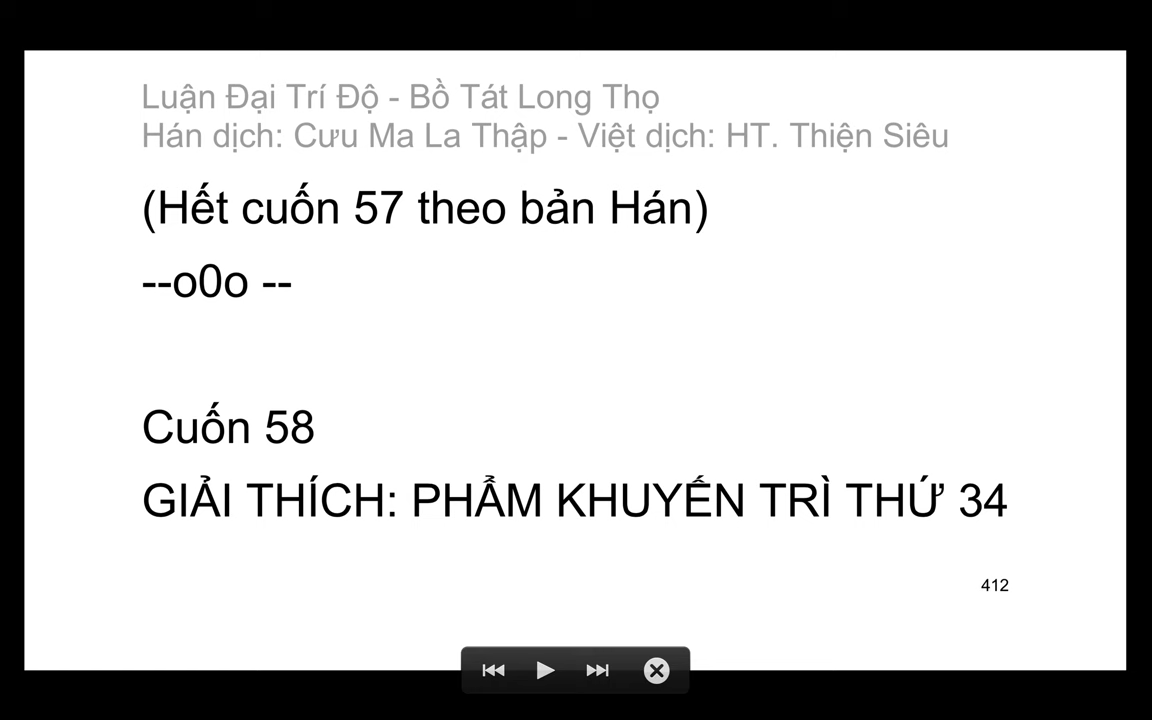 Luận Đại Trí Độ - Bồ Tát Long Thọ
Hán dịch: Cưu Ma La Thập - Việt dịch: HT. Thiện Siêu
(Hết cuốn 57 theo bản Hán)
--o0o --
Cuốn 58
GIẢI THÍCH: PHẨM KHUYẾN TRÌ THỨ 34
412